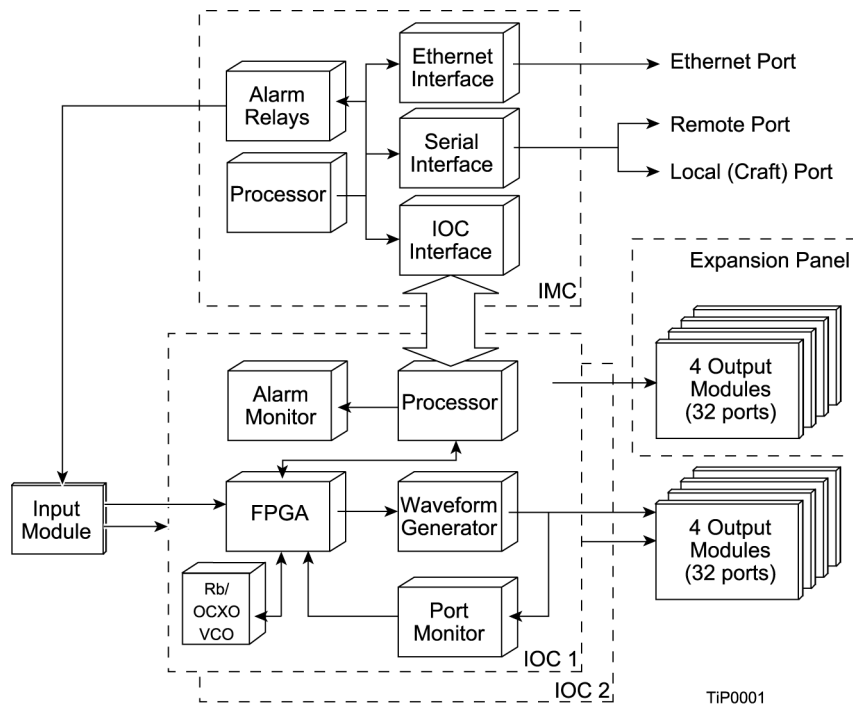 Ethernet
Interface
Ethernet Port
Alarm
Relays
Serial
Interface
Remote Port
Local (Craft) Port
Processor
IOC
Interface
IMC
Expansion Panel
4 Output
Modules
(32 ports)
Alarm
Monitor
Processor
Input
Module
FPGA
Waveform
Generator
4 Output
Modules
(32 ports)
Rb/
OCXO
VCO
Port
Monitor
IOC 1
IOC 2
TiP0001